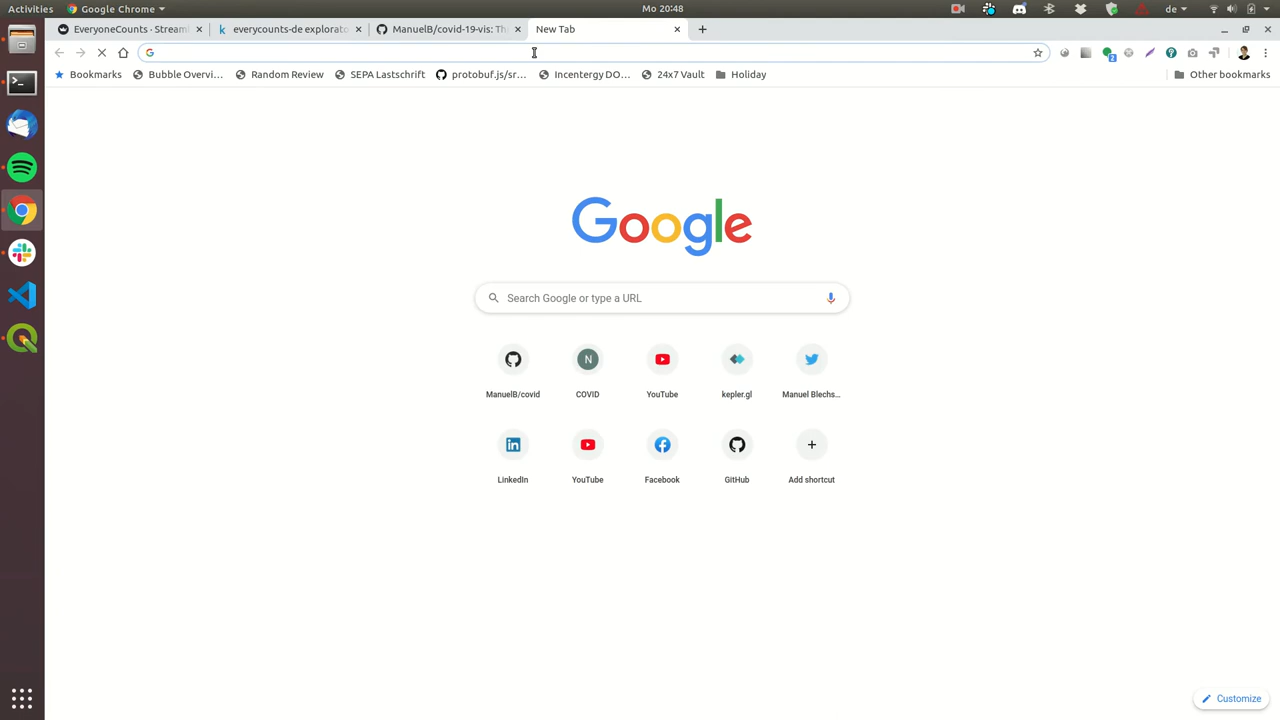 Activities Google Chrome Mo 20:48 de
EveryoneCounts · Streaml
everycounts-de explorato
ManuelB/covid-19-vis: Th
New Tab
Bookmarks Bubble Overvi... Random Review SEPA Lastschrift protobuf.js/sr... Incentergy DO... 24x7 Vault Holiday Other bookmarks
2
Google
Search Google or type a URL
N
ManuelB/covid COVID YouTube kepler.gl Manuel Blechs...
LinkedIn YouTube Facebook GitHub Add shortcut
Customize